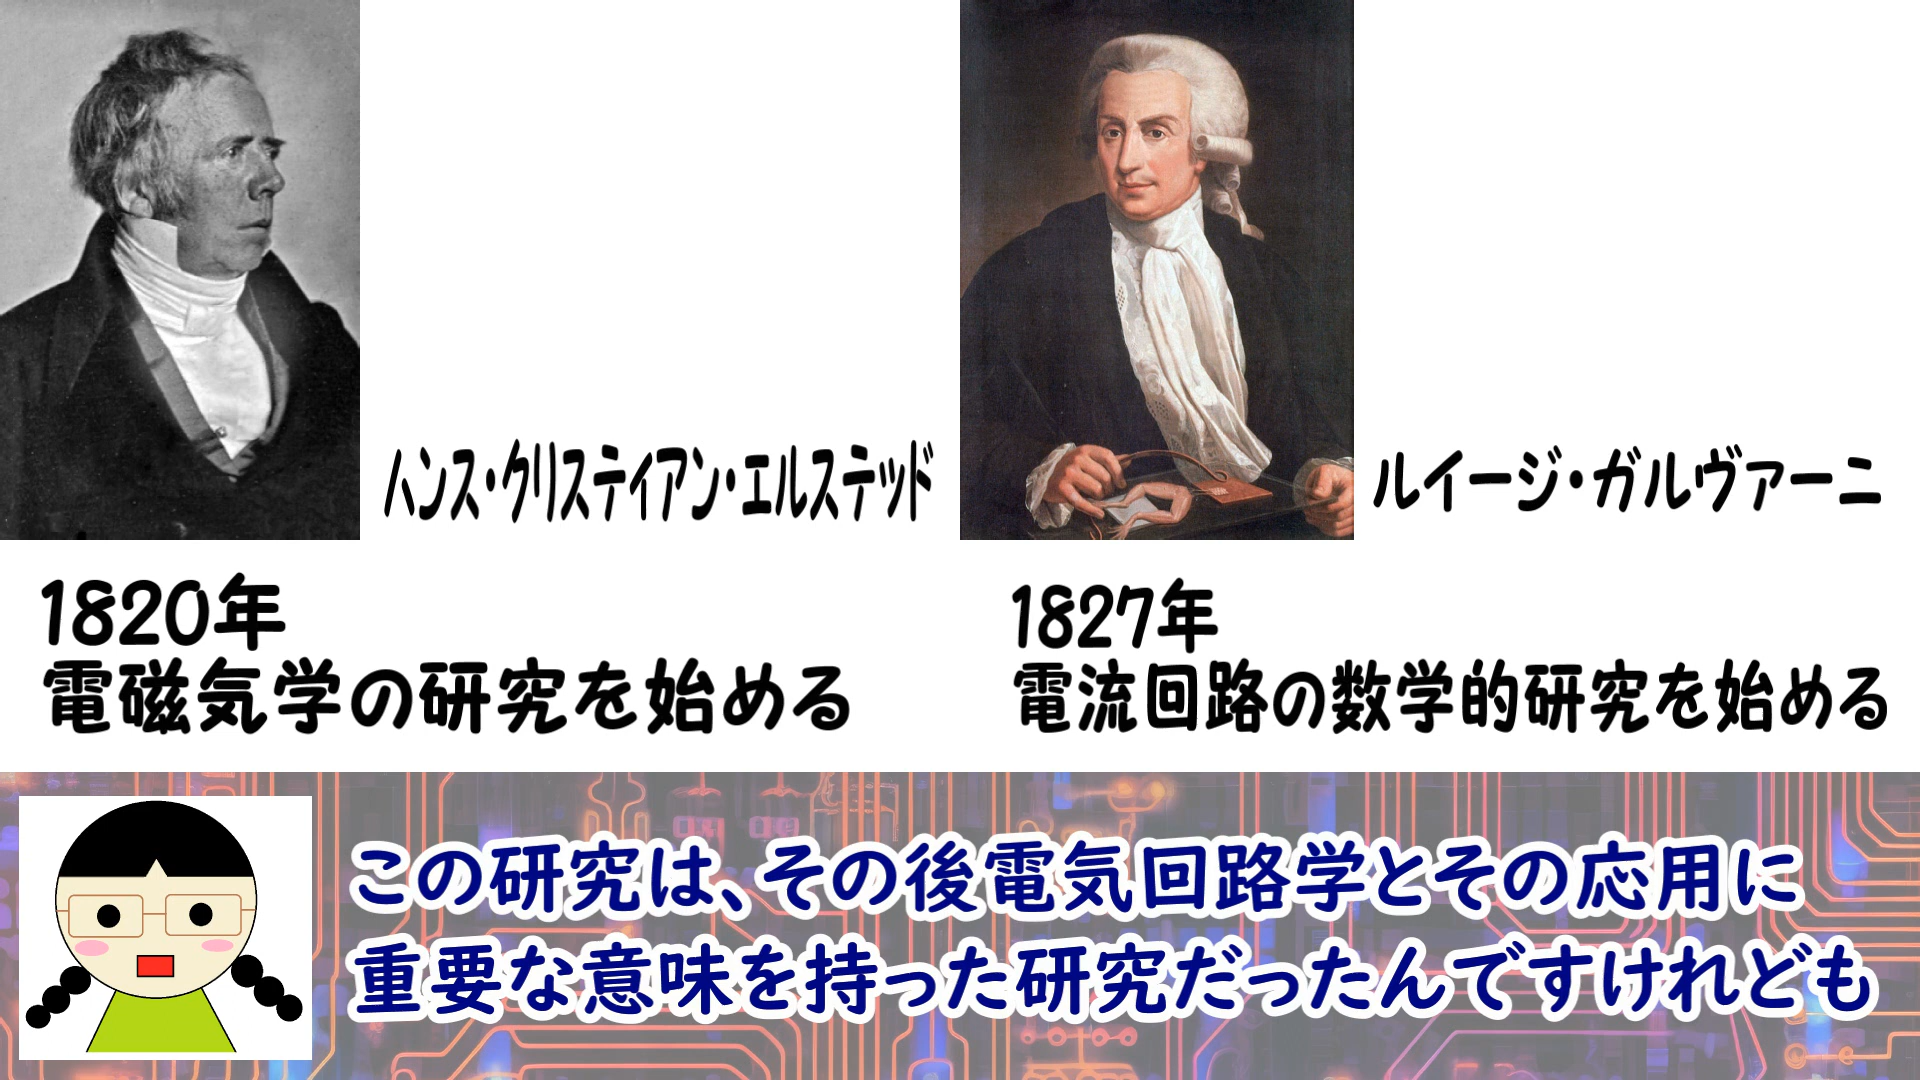 ハンス・クリスティアン・エルステッド
1820年
電磁気学の研究を始める
ルイージ・ガルヴァーニ
1827年
電流回路の数学的研究を始める
この研究は、その後電気回路学とその応用に
重要な意味を持った研究だったんですけれども